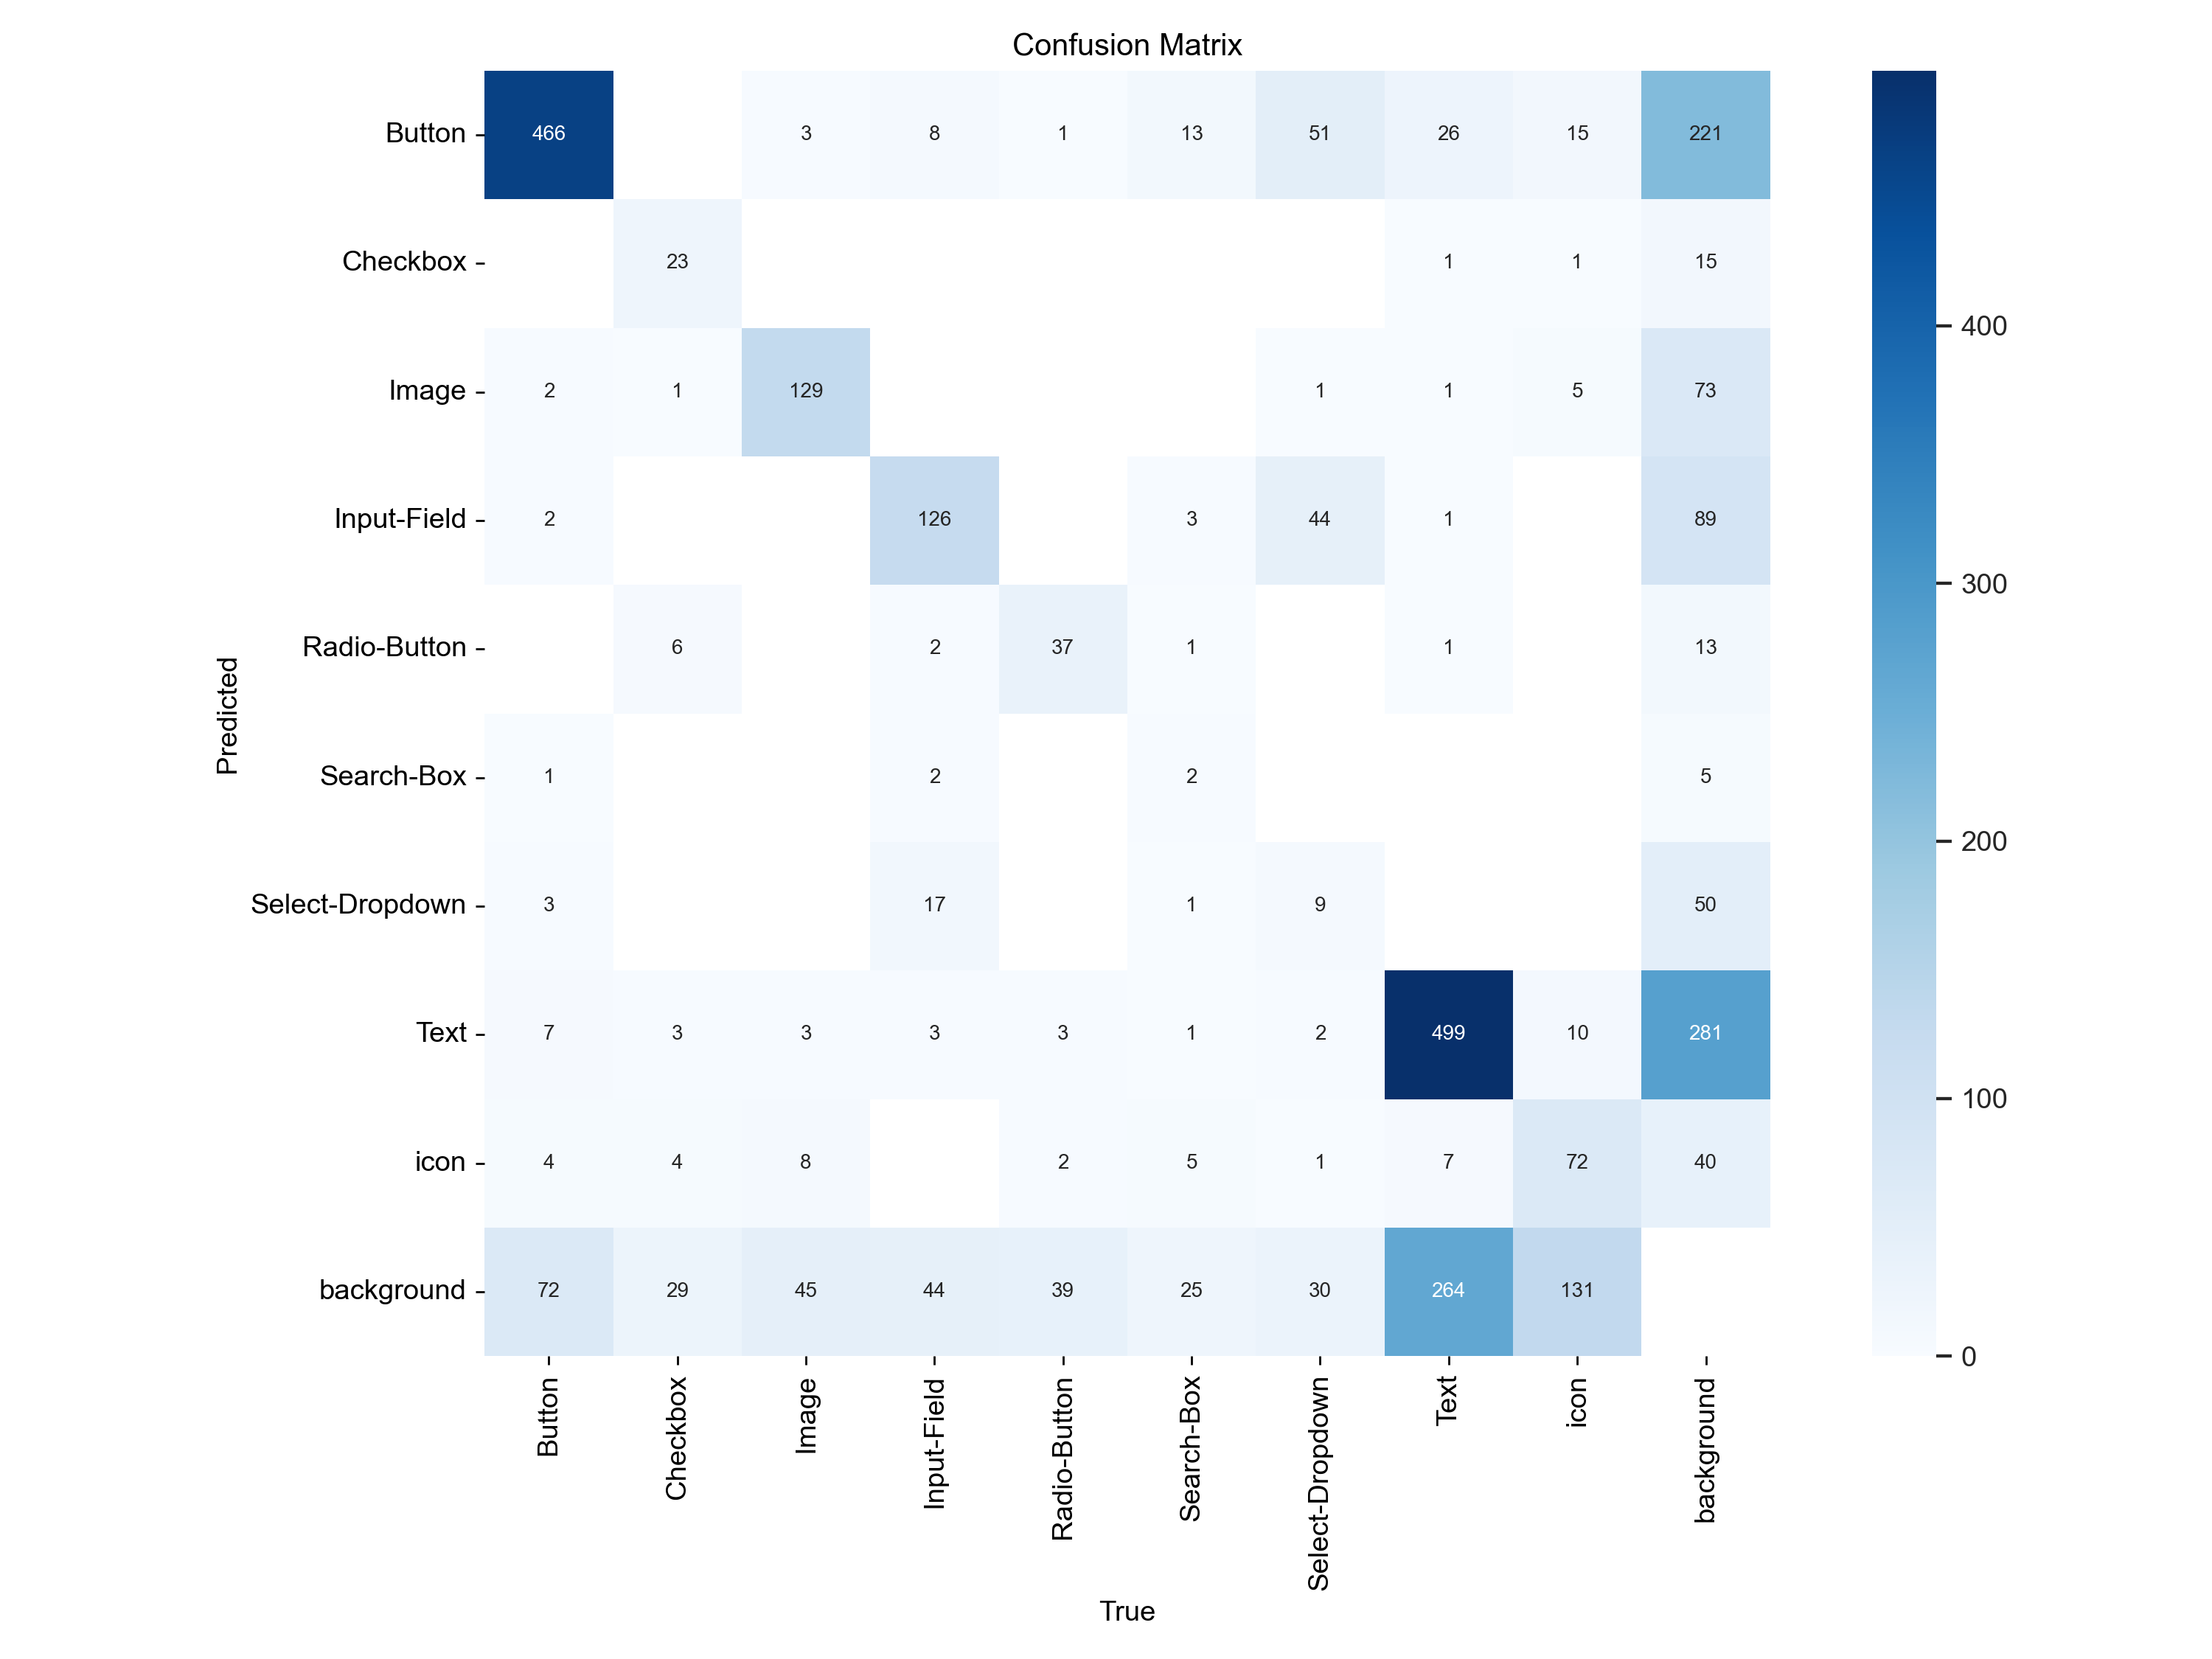 Confusion Matrix
Button 466 3 8 1 13 51 26 15 221
Checkbox 23 1 1 15
400
Image 2 1 129 1 1 5 73
Input-Field 2 126 3 44 1 89
300
Radio-Button 6 2 37 1 1 13
Predicted
Search-Box 1 2 2 5
200
Select-Dropdown 3 17 1 9 50
Text 7 3 3 3 3 1 2 499 10 281
100
icon 4 4 8 2 5 1 7 72 40
background 72 29 45 44 39 25 30 264 131
0
Button Checkbox Image Input-Field Radio-Button Search-Box Select-Dropdown Text icon background
True